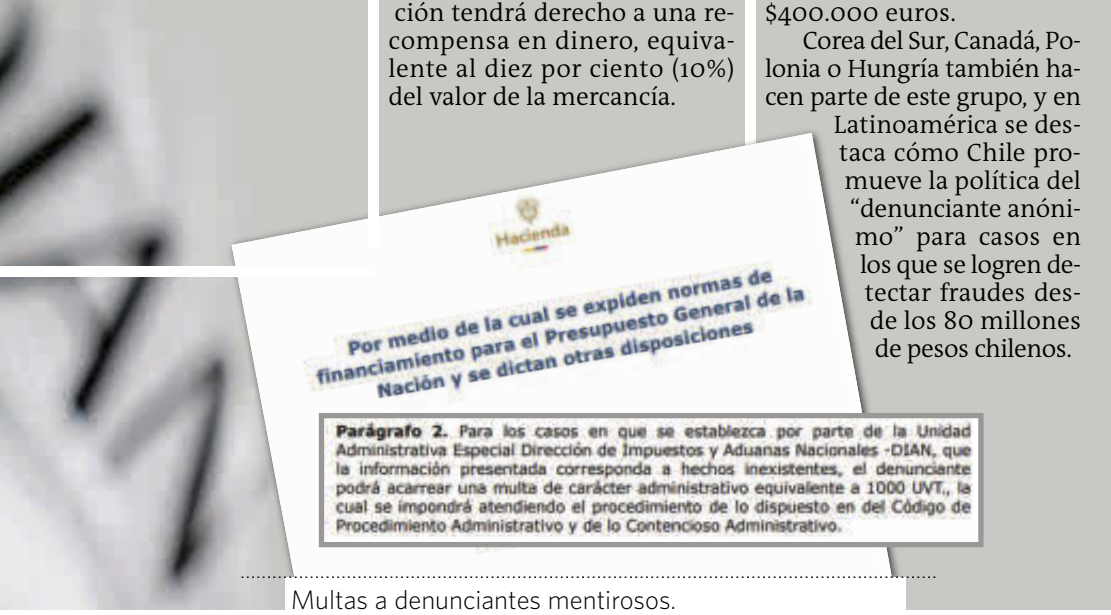 ción tendrá derecho a una re-
compensa en dinero, equiva-
lente al diez por ciento (10%)
del valor de la mercancía.
$400.000 euros.
Corea del Sur, Canadá, Po-
lonia o Hungría también ha-
cen parte de este grupo, y en
Latinoamérica se des-
taca cómo Chile pro-
mueve la política del
“denunciante anóni-
mo” para casos en
los que se logren de-
tectar fraudes des-
de los 80 millones
de pesos chilenos.
Hacienda
Por medio de la cual se expiden normas de
financiamiento para el Presupuesto General de la
Nación y se dictan otras disposiciones
Parágrafo 2. Para los casos en que se establezca por parte de la Unidad
Administrativa Especial Dirección de Impuestos y Aduanas Nacionales -DIAN, que
la información presentada corresponda a hechos inexistentes, el denunciante
podrá acarrear una multa de carácter administrativo equivalente a 1000 UVT., la
cual se impondrá atendiendo el procedimiento de lo dispuesto en del Código de
Procedimiento Administrativo y de lo Contencioso Administrativo.
Multas a denunciantes mentirosos.